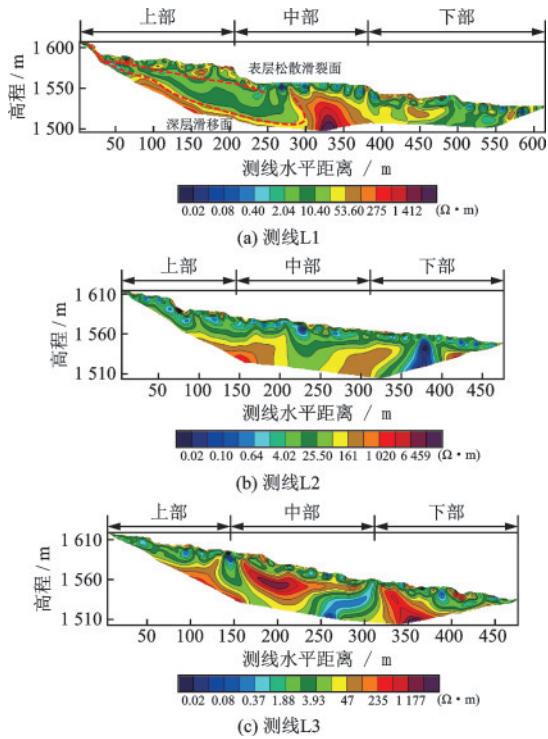 上部 中部 下部
1 600
1 550
1 500
高程 / m
表层松散滑裂面
深层滑移面
50 100 150 200 250 300 350 400 450 500 550 600
测线水平距离 / m
0.02 0.08 0.40 2.04 10.40 53.60 275 1 412 (Ω·m)
(a) 测线L1
上部 中部 下部
1 610
1 560
1 510
高程 / m
50 100 150 200 250 300 350 400 450
测线水平距离 / m
0.02 0.10 0.64 4.02 25.50 161 1 020 6 459 (Ω·m)
(b) 测线L2
上部 中部 下部
1 610
1 560
1 510
高程 / m
50 100 150 200 250 300 350 400 450
测线水平距离 / m
0.02 0.08 0.37 1.88 3.93 47 235 1 177 (Ω·m)
(c) 测线L3